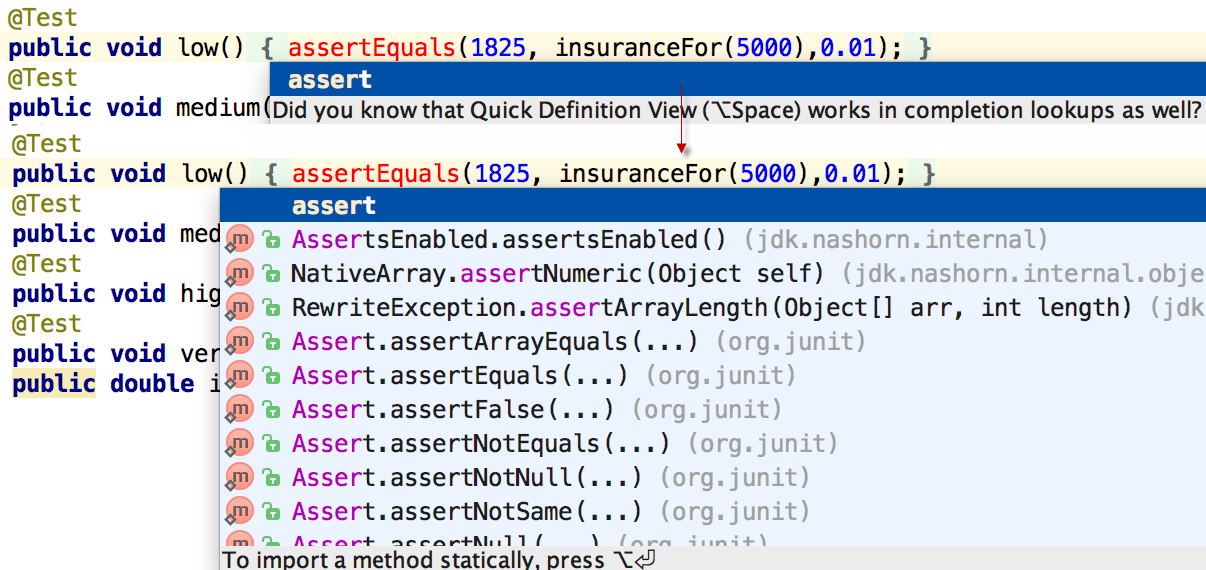 @Test
public void low() { assertEquals(1825, insuranceFor(5000),0.01); }
@Test
assert
public void medium(
Did you know that Quick Definition View (⌥Space) works in completion lookups as well?
@Test
public void low() { assertEquals(1825, insuranceFor(5000),0.01); }
@Test
assert
public void med
@Test
public void hig
@Test
public void ver
public double i
m AssertsEnabled.assertsEnabled() (jdk.nashorn.internal)
m NativeArray.assertNumeric(Object self) (jdk.nashorn.internal.obje
m RewriteException.assertArrayLength(Object[] arr, int length) (jdk
m Assert.assertArrayEquals(...) (org.junit)
m Assert.assertEquals(...) (org.junit)
m Assert.assertFalse(...) (org.junit)
m Assert.assertNotEquals(...) (org.junit)
m Assert.assertNotNull(...) (org.junit)
m Assert.assertNotSame(...) (org.junit)
m Assert.assertNull(...) (org.junit)
To import a method statically, press ⌥⏎